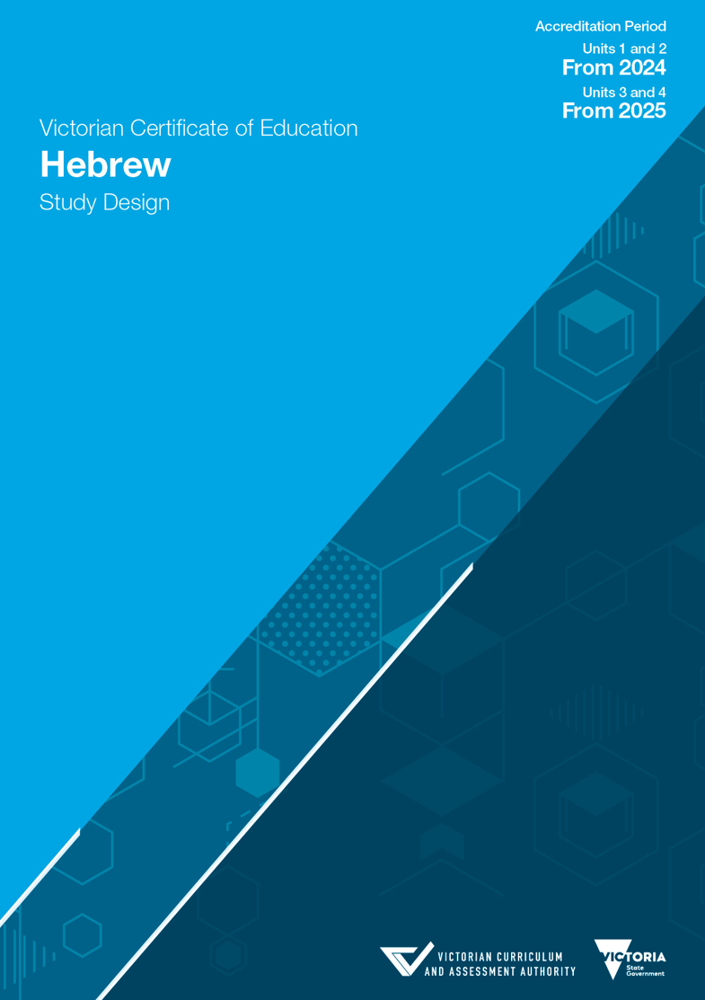 Accreditation Period
Units 1 and 2
From 2024
Units 3 and 4
From 2025
Victorian Certificate of Education
Hebrew
Study Design
VICTORIAN CURRICULUM
AND ASSESSMENT AUTHORITY
VICTORIA
State
Government